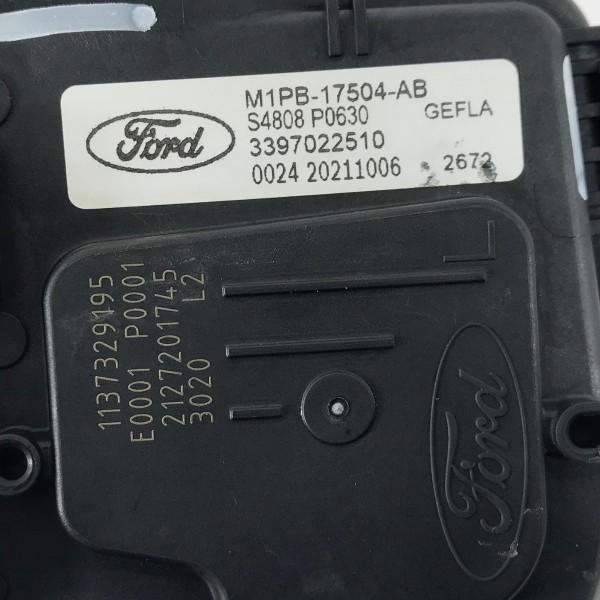 Ford
M1PB-17504-AB
S4808 P0630 GEFLA
3397022510
0024 20211006 2672
1137329195
E0001 P0001
2127201745
3020 L2
L
Ford